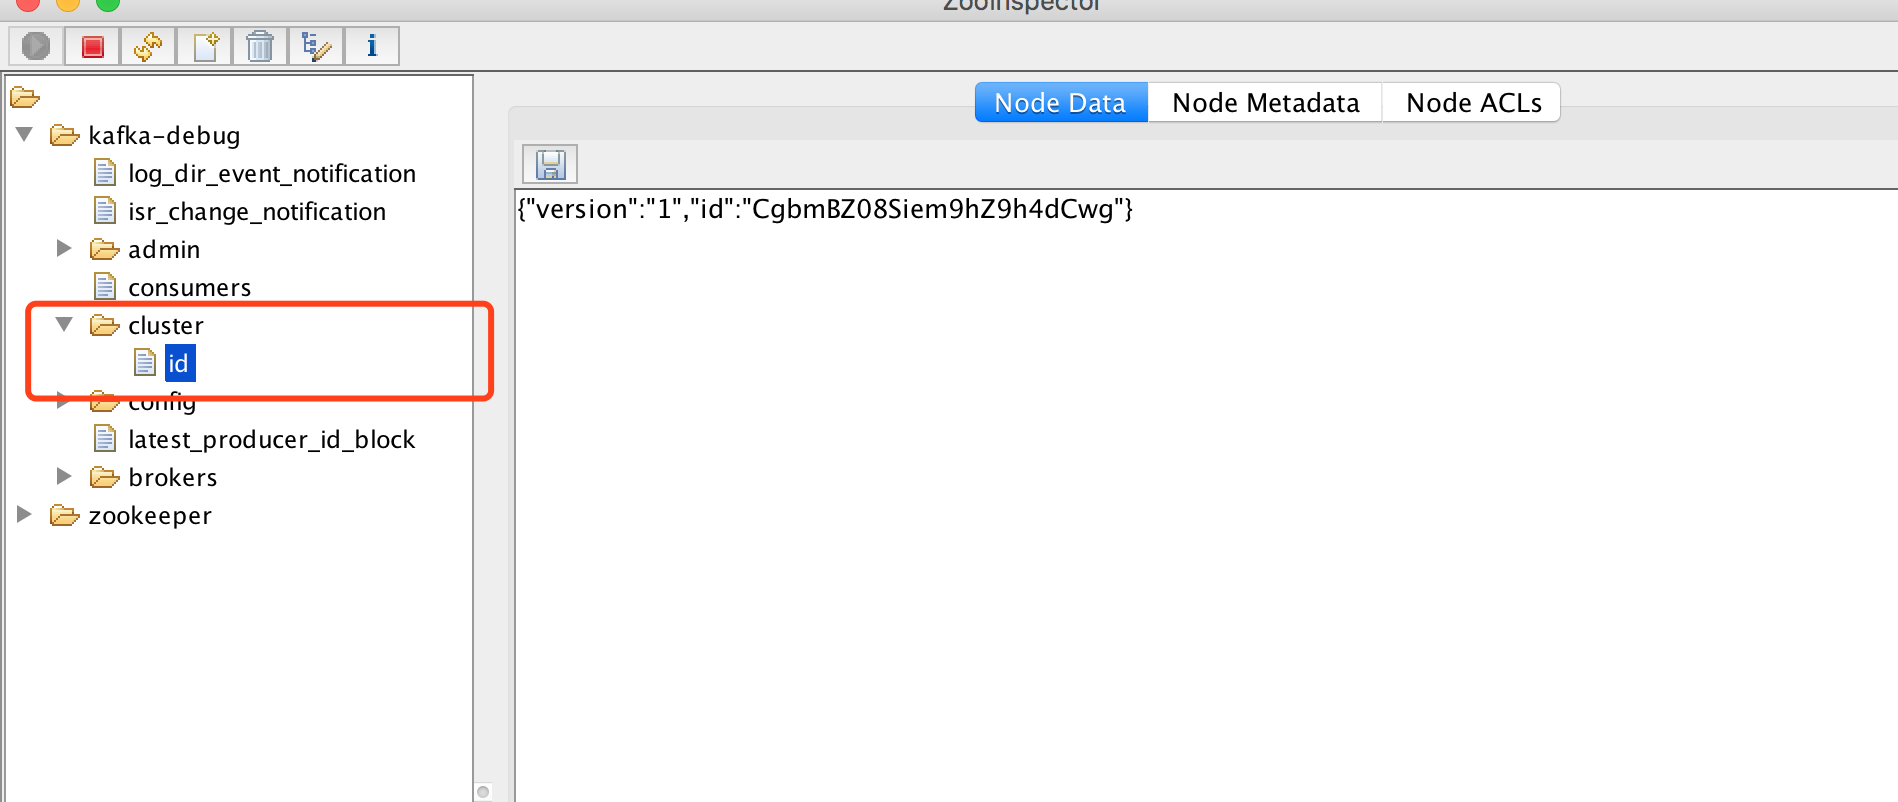 ZooInspector
Node Data Node Metadata Node ACLs
kafka-debug
log_dir_event_notification
isr_change_notification
admin
consumers
cluster
id
config
latest_producer_id_block
brokers
zookeeper
{"version":"1","id":"CgbmBZ08Siem9hZ9h4dCwg"}